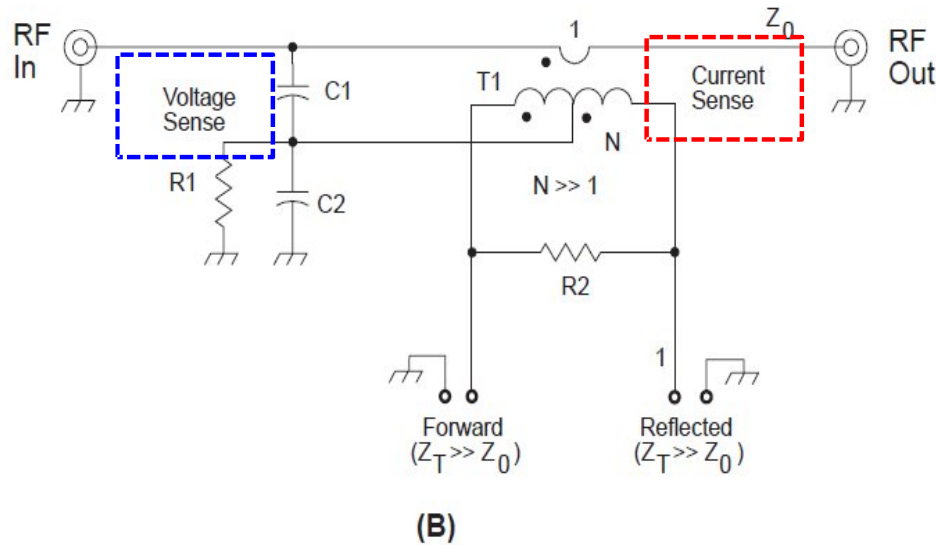 RF
In
1
Z0
RF
Out
Voltage
Sense
C1
T1
Current
Sense
N
R1
C2
N >> 1
R2
1
Forward
(ZT >> Z0)
Reflected
(ZT >> Z0)
(B)